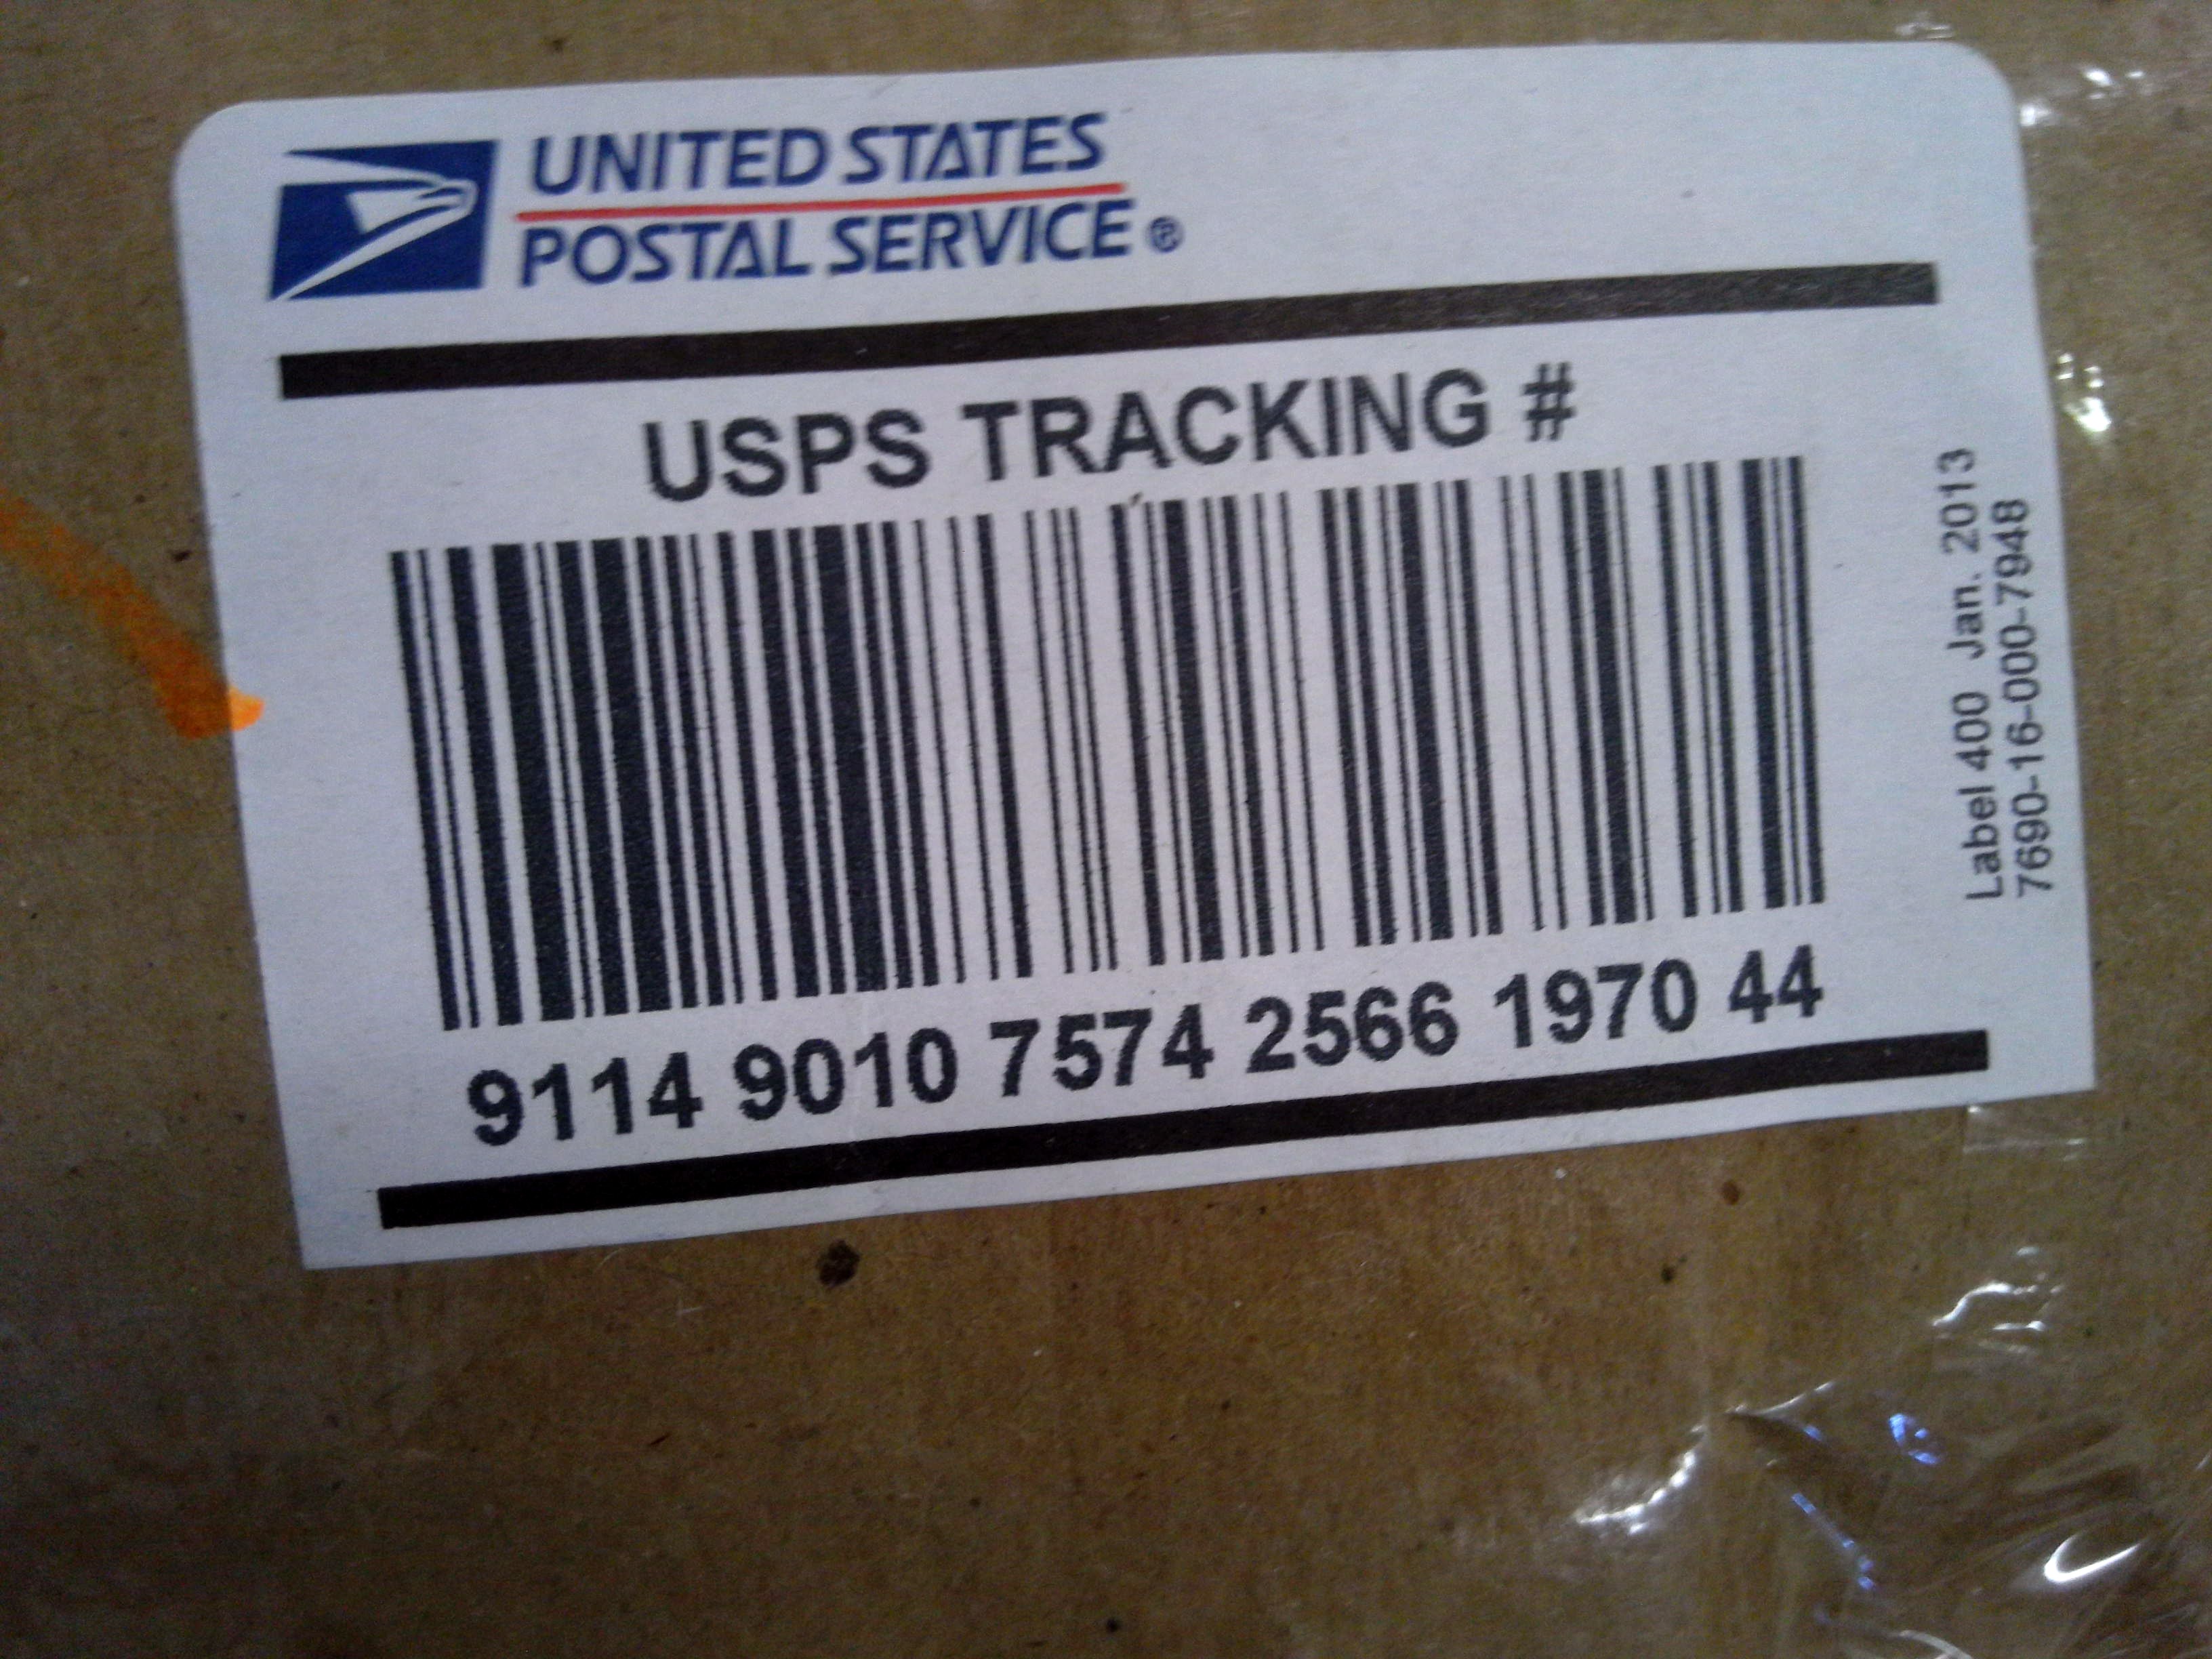 UNITED STATES
POSTAL SERVICE®
USPS TRACKING #
9114 9010 7574 2566 1970 44
Label 400 Jan. 2013
7690-16-000-7948